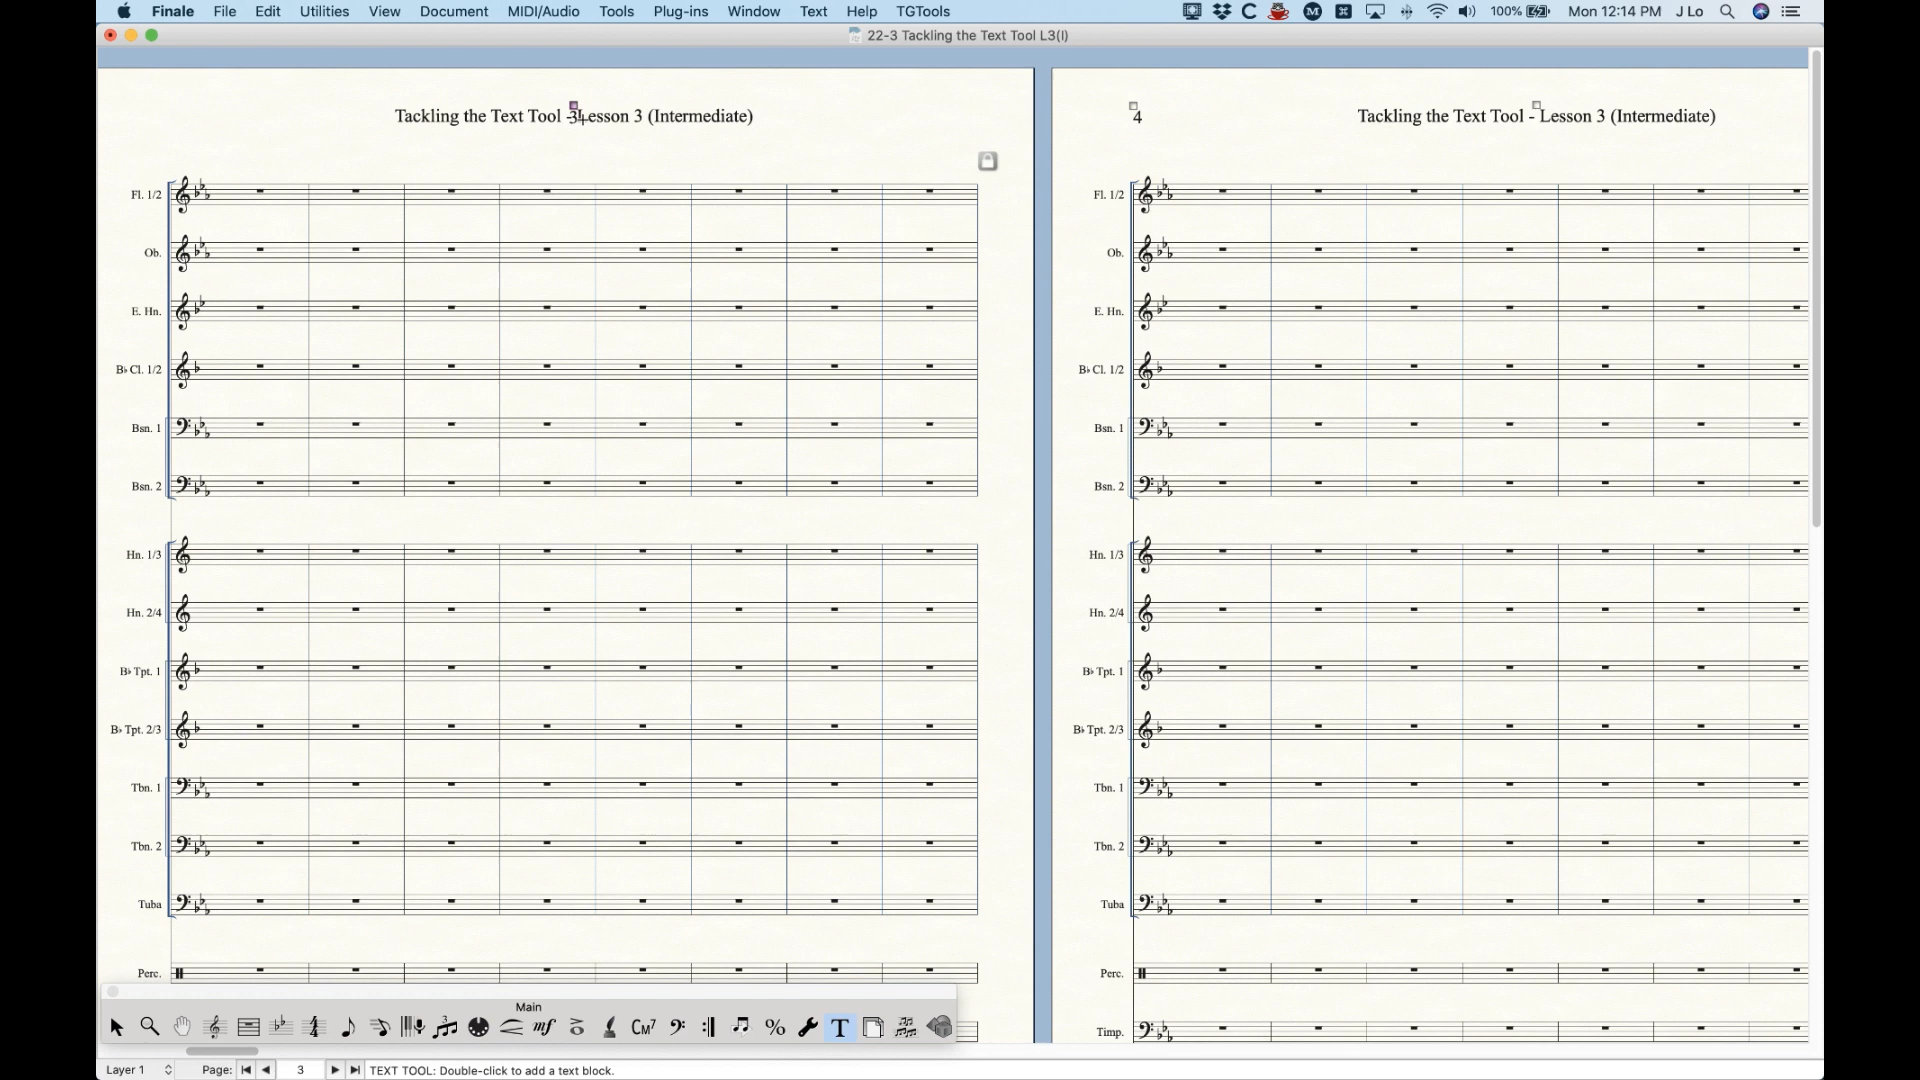 Finale File Edit Utilities View Document MIDI/Audio Tools Plug-ins Window Text Help TGTools 100% Mon 12:14 PM J Lo
22-3 Tackling the Text Tool L3(I)
Tackling the Text Tool - Lesson 3 (Intermediate)
3
4
Tackling the Text Tool - Lesson 3 (Intermediate)
Fl. 1/2 Fl. 1/2
Ob. Ob.
E. Hn. E. Hn.
B♭ Cl. 1/2 B♭ Cl. 1/2
Bsn. 1 Bsn. 1
Bsn. 2 Bsn. 2
Hn. 1/3 Hn. 1/3
Hn. 2/4 Hn. 2/4
B♭ Tpt. 1 B♭ Tpt. 1
B♭ Tpt. 2/3 B♭ Tpt. 2/3
Tbn. 1 Tbn. 1
Tbn. 2 Tbn. 2
Tuba Tuba
Perc. Perc.
Timp.
Main
mf CM7 % T
Layer 1 Page: 3 TEXT TOOL: Double-click to add a text block.